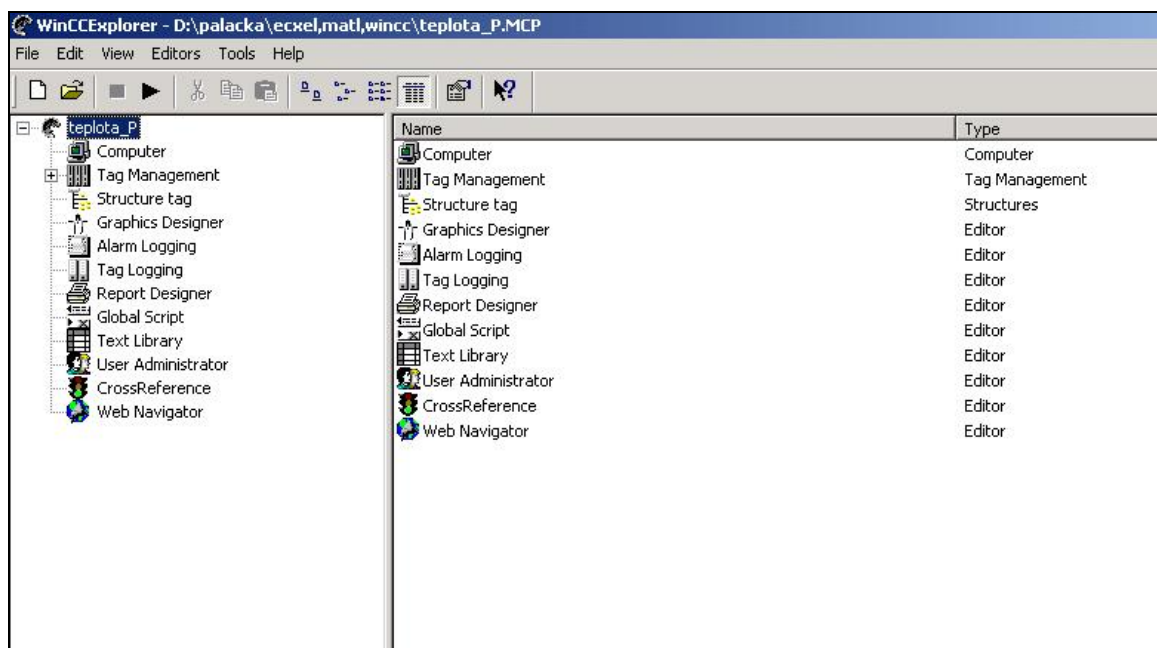 WinCCExplorer - D:\palacka\ecxel,matl,wincc\teplota_P.MCP
File Edit View Editors Tools Help
teplota_P
Computer
Tag Management
Structure tag
Graphics Designer
Alarm Logging
Tag Logging
Report Designer
Global Script
Text Library
User Administrator
CrossReference
Web Navigator
Name Type
Computer Computer
Tag Management Tag Management
Structure tag Structures
Graphics Designer Editor
Alarm Logging Editor
Tag Logging Editor
Report Designer Editor
Global Script Editor
Text Library Editor
User Administrator Editor
CrossReference Editor
Web Navigator Editor